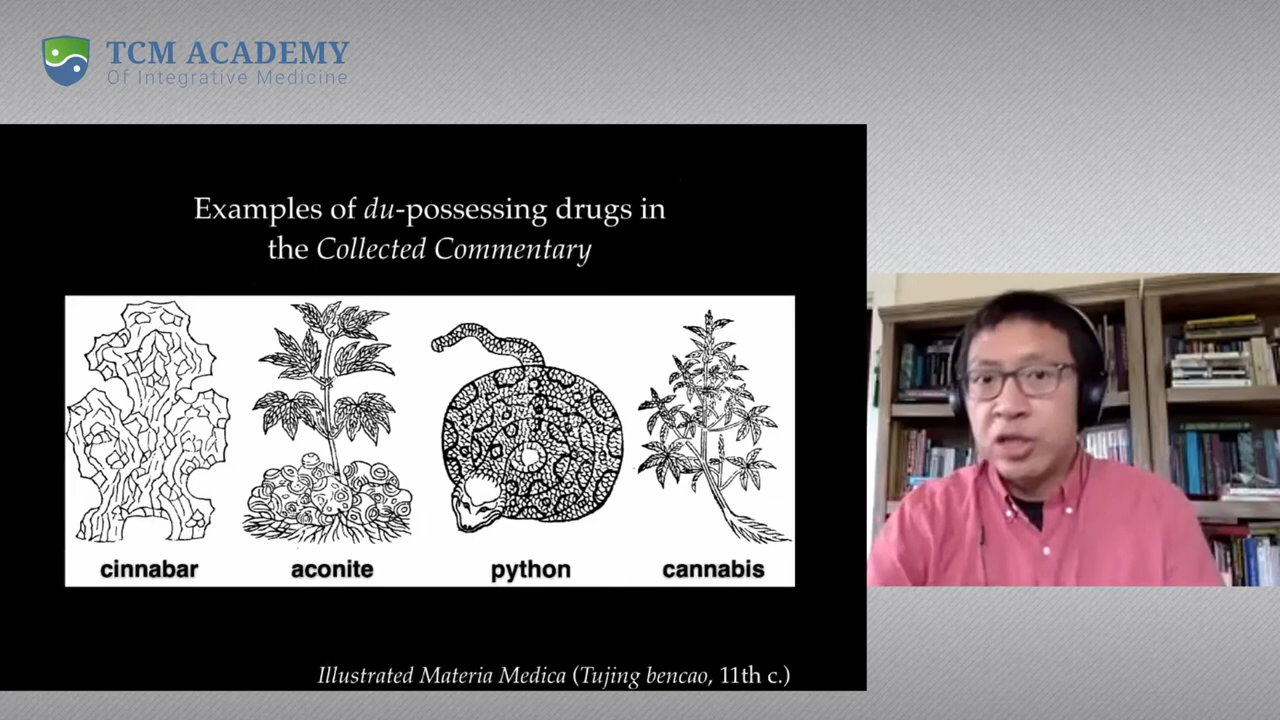 TCM ACADEMY
Of Integrative Medicine
Examples of du-possessing drugs in
the Collected Commentary
cinnabar aconite python cannabis
Illustrated Materia Medica (Tujing bencao, 11th c.)